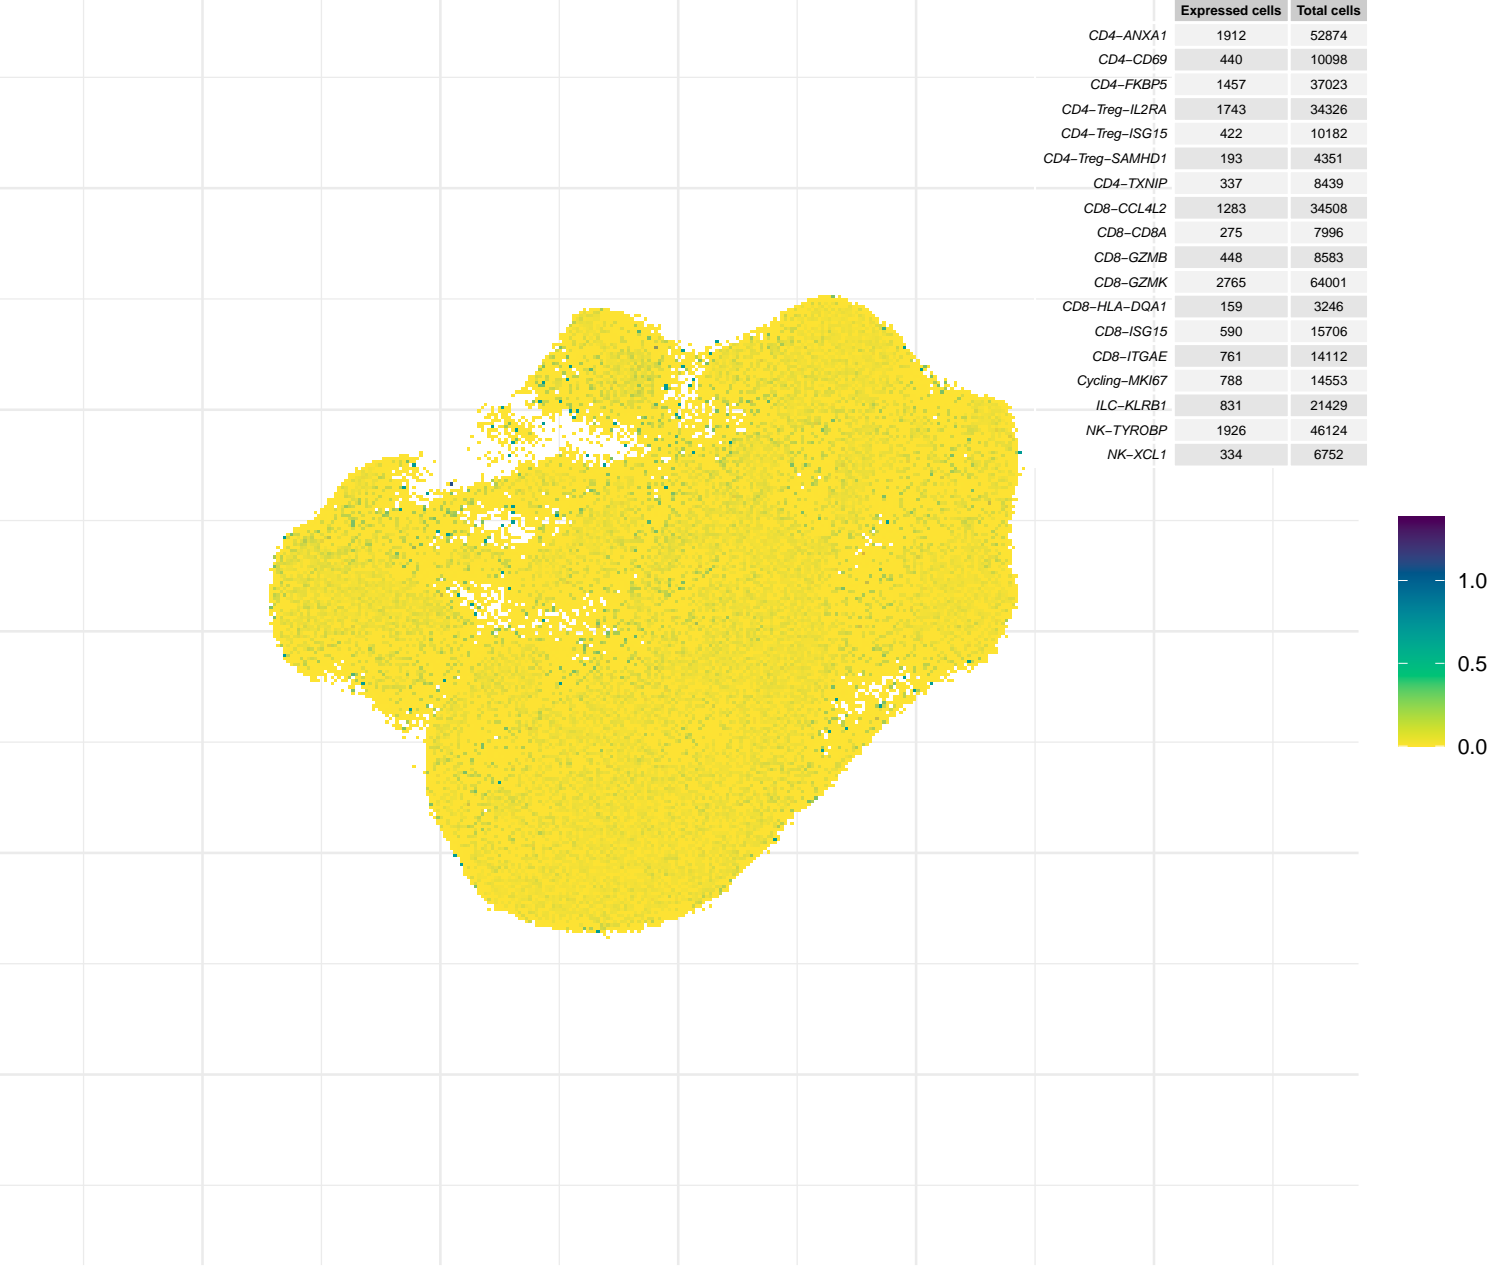 Expressed cells Total cells
CD4−ANXA1 1912 52874
CD4−CD69 440 10098
CD4−FKBP5 1457 37023
CD4−Treg−IL2RA 1743 34326
CD4−Treg−ISG15 422 10182
CD4−Treg−SAMHD1 193 4351
CD4−TXNIP 337 8439
CD8−CCL4L2 1283 34508
CD8−CD8A 275 7996
CD8−GZMB 448 8583
CD8−GZMK 2765 64001
CD8−HLA−DQA1 159 3246
CD8−ISG15 590 15706
CD8−ITGAE 761 14112
Cycling−MKI67 788 14553
ILC−KLRB1 831 21429
NK−TYROBP 1926 46124
NK−XCL1 334 6752
1.0
0.5
0.0